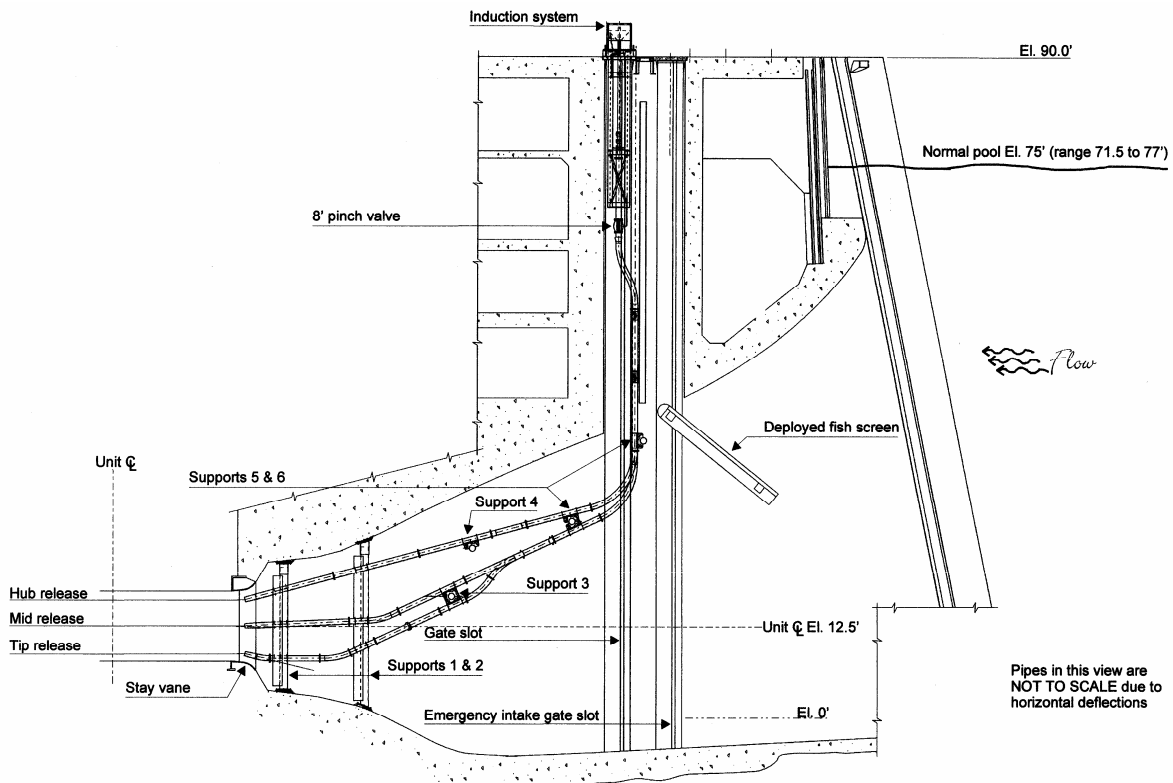 Induction system
El. 90.0'
Normal pool El. 75' (range 71.5 to 77')
8' pinch valve
Flow
Deployed fish screen
Unit ℄
Supports 5 & 6
Support 4
Support 3
Hub release
Mid release
Unit ℄ El. 12.5'
Gate slot
Tip release
Supports 1 & 2
Stay vane
Emergency intake gate slot
El. 0'
Pipes in this view are
NOT TO SCALE due to
horizontal deflections